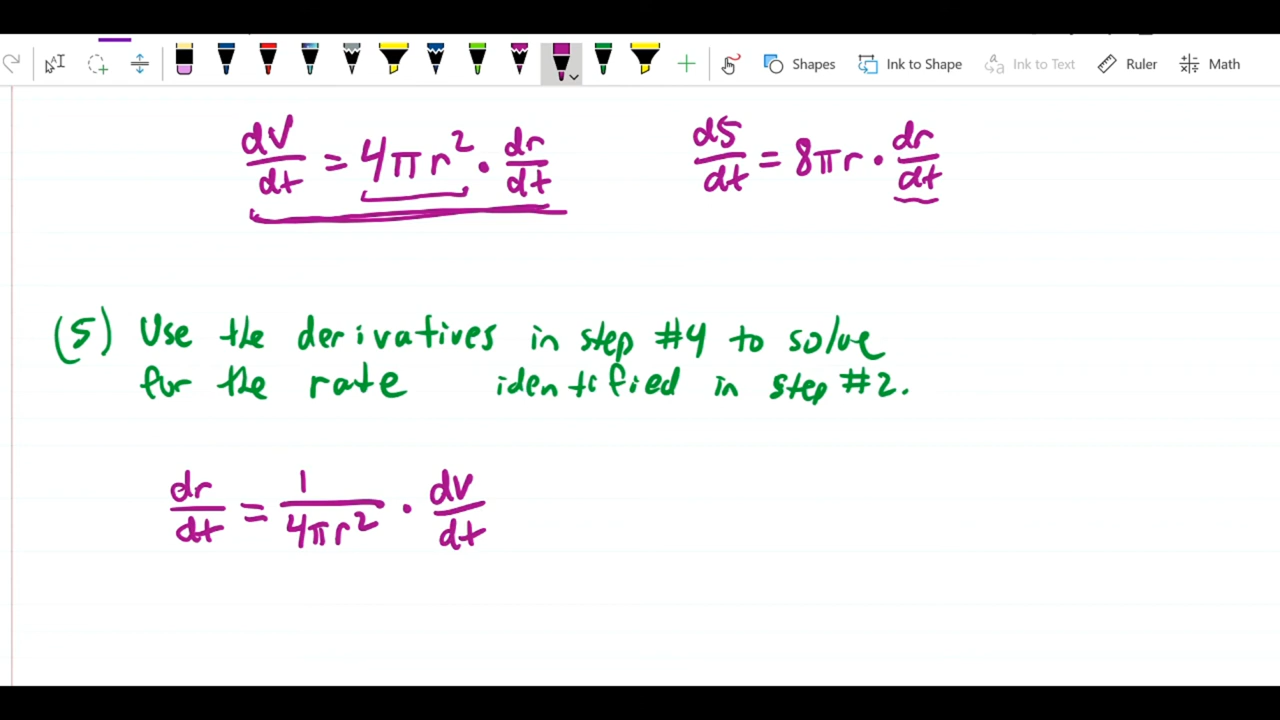 Shapes Ink to Shape Ink to Text Ruler Math
dV/dt = 4πr² · dr/dt dS/dt = 8πr · dr/dt
(5) Use the derivatives in step #4 to solve
for the rate identified in step #2.
dr/dt = 1/4πr² · dV/dt